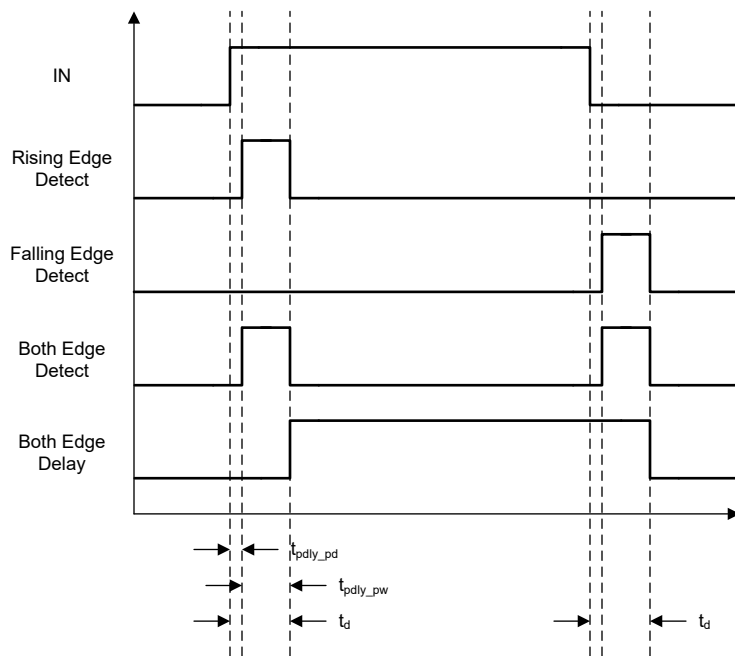 IN
Rising Edge
Detect
Falling Edge
Detect
Both Edge
Detect
Both Edge
Delay
tpdly_pd
tpdly_pw
td
td